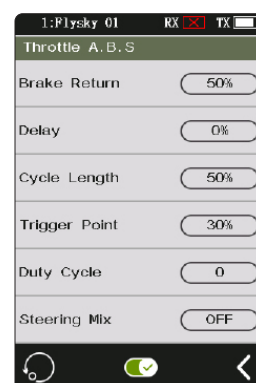 1:Flysky 01 RX TX
Throttle A.B.S
Brake Return 50%
Delay 0%
Cycle Length 50%
Trigger Point 30%
Duty Cycle 0
Steering Mix OFF